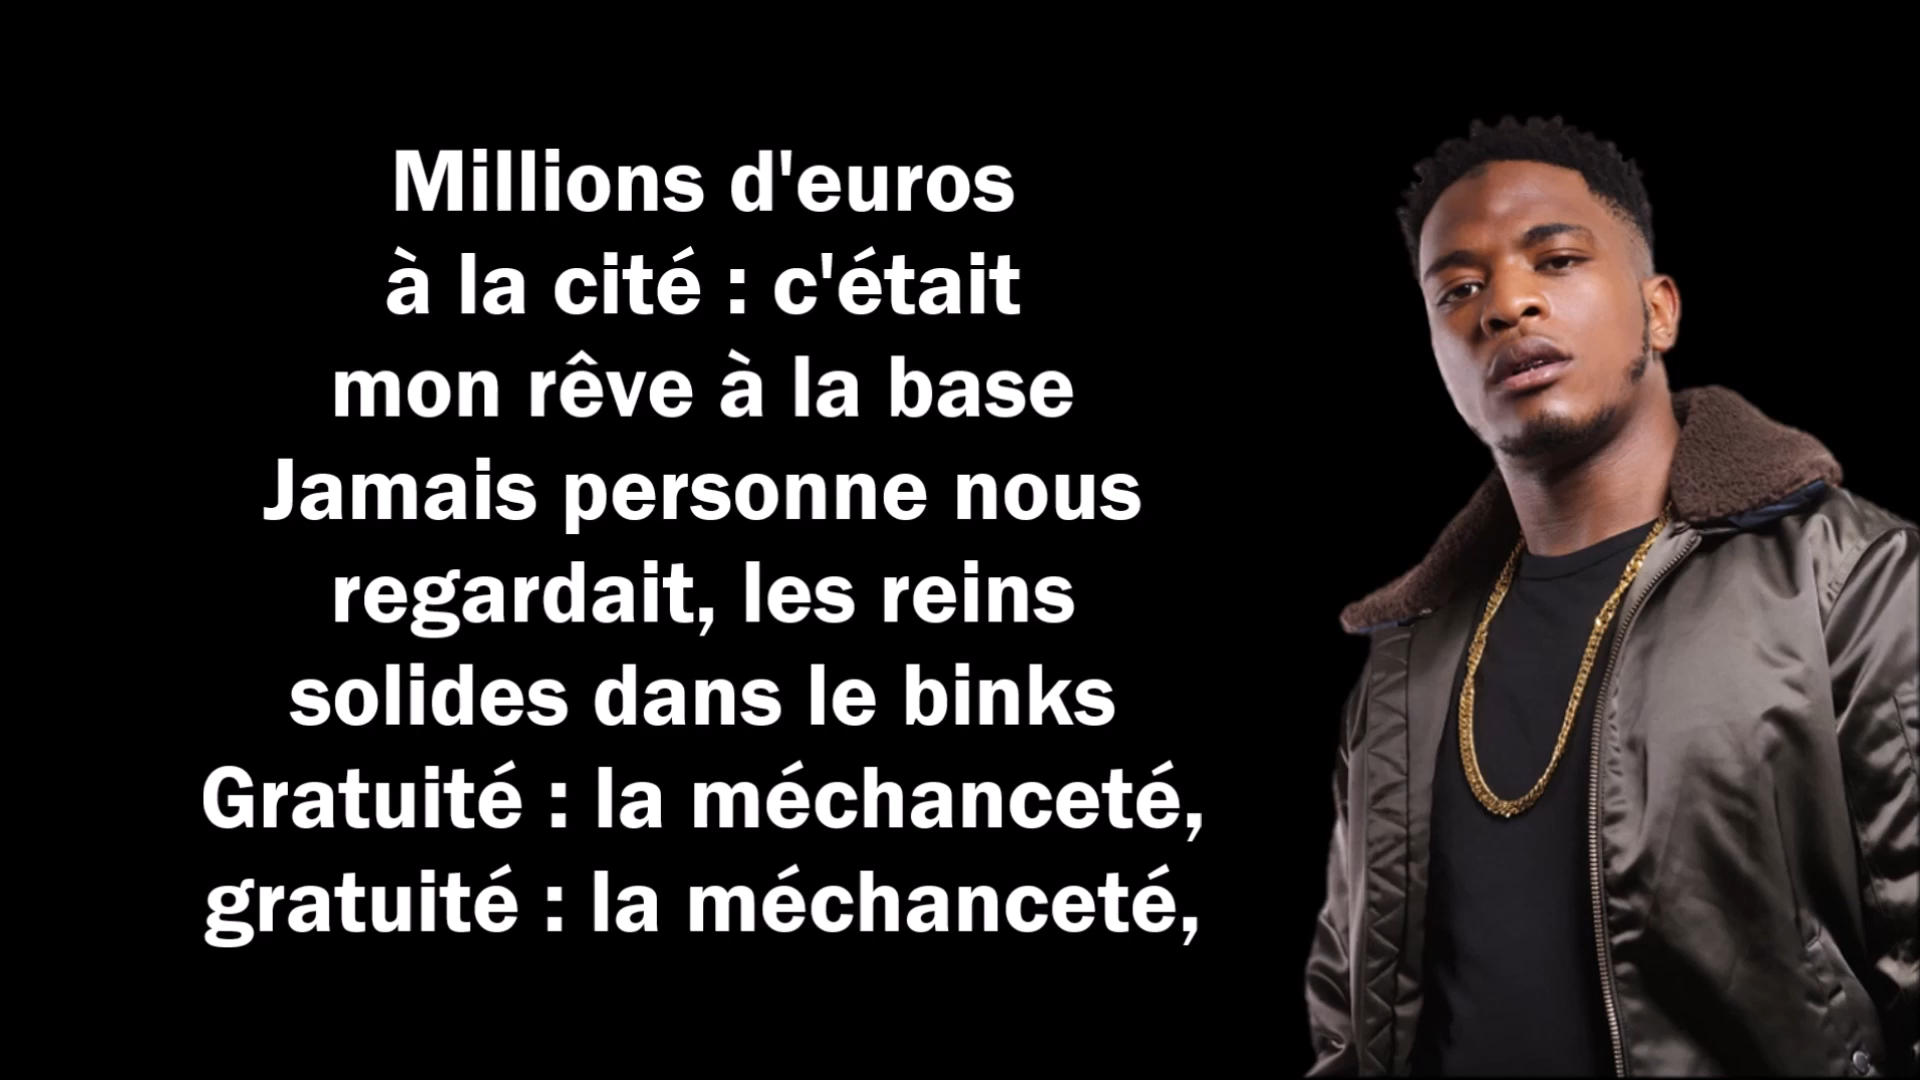 Millions d'euros
à la cité : c'était
mon rêve à la base
Jamais personne nous
regardait, les reins
solides dans le binks
Gratuité : la méchanceté,
gratuité : la méchanceté,